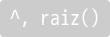 ^, raiz()